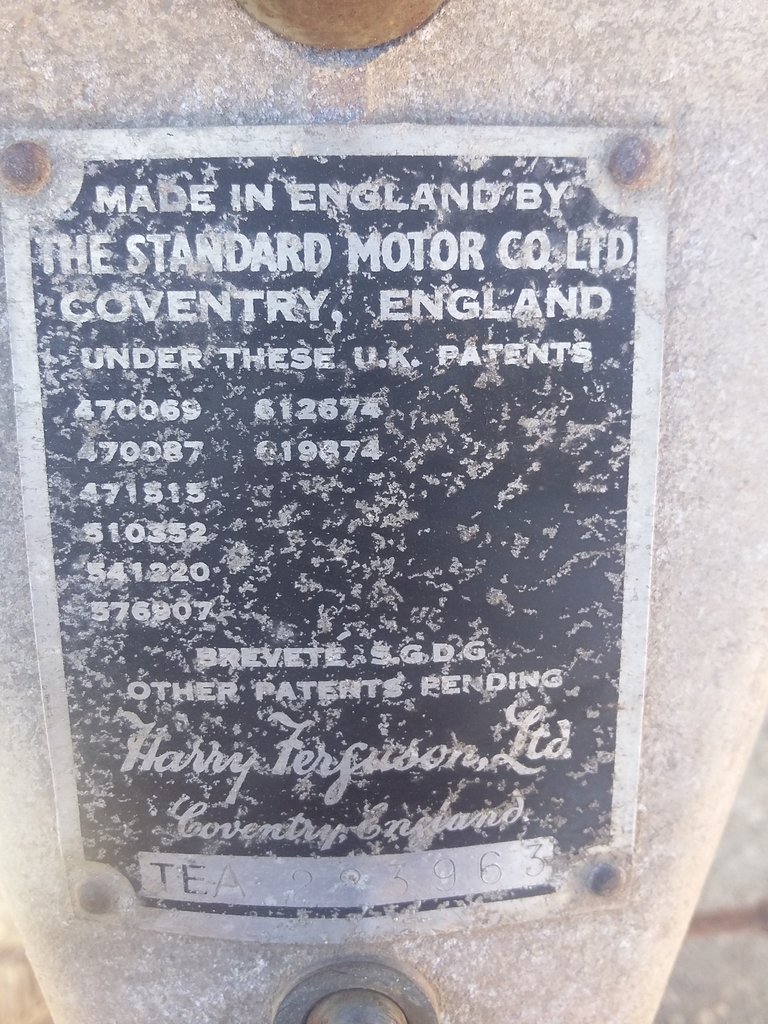 MADE IN ENGLAND BY
THE STANDARD MOTOR CO. LTD
COVENTRY, ENGLAND
UNDER THESE U.K. PATENTS
470069 612674
470087 619874
471515
510352
541220
576907
BREVETÉ, S.G.D.G
OTHER PATENTS PENDING
Harry Ferguson, Ltd.
Coventry, England.
TEA